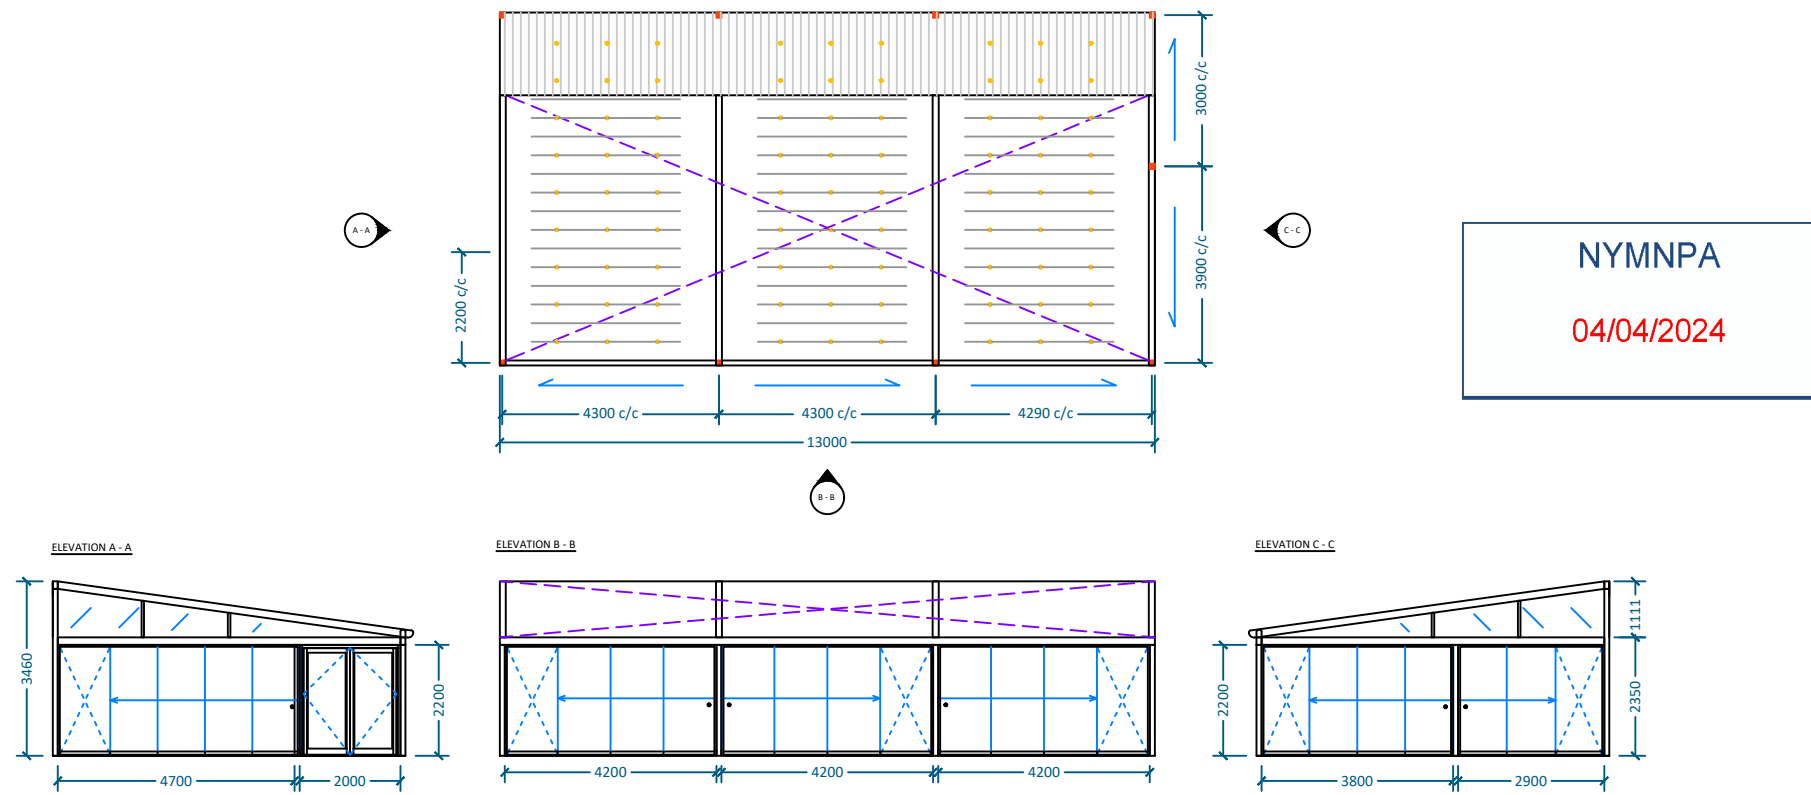 3000 c/c
A - A
C - C
NYMNPA
2200 c/c
3900 c/c
04/04/2024
4300 c/c
4300 c/c
4290 c/c
13000
B - B
ELEVATION A - A
ELEVATION B - B
ELEVATION C - C
3460
2200
4700
2000
4200
4200
4200
2200
1111
2350
3800
2900